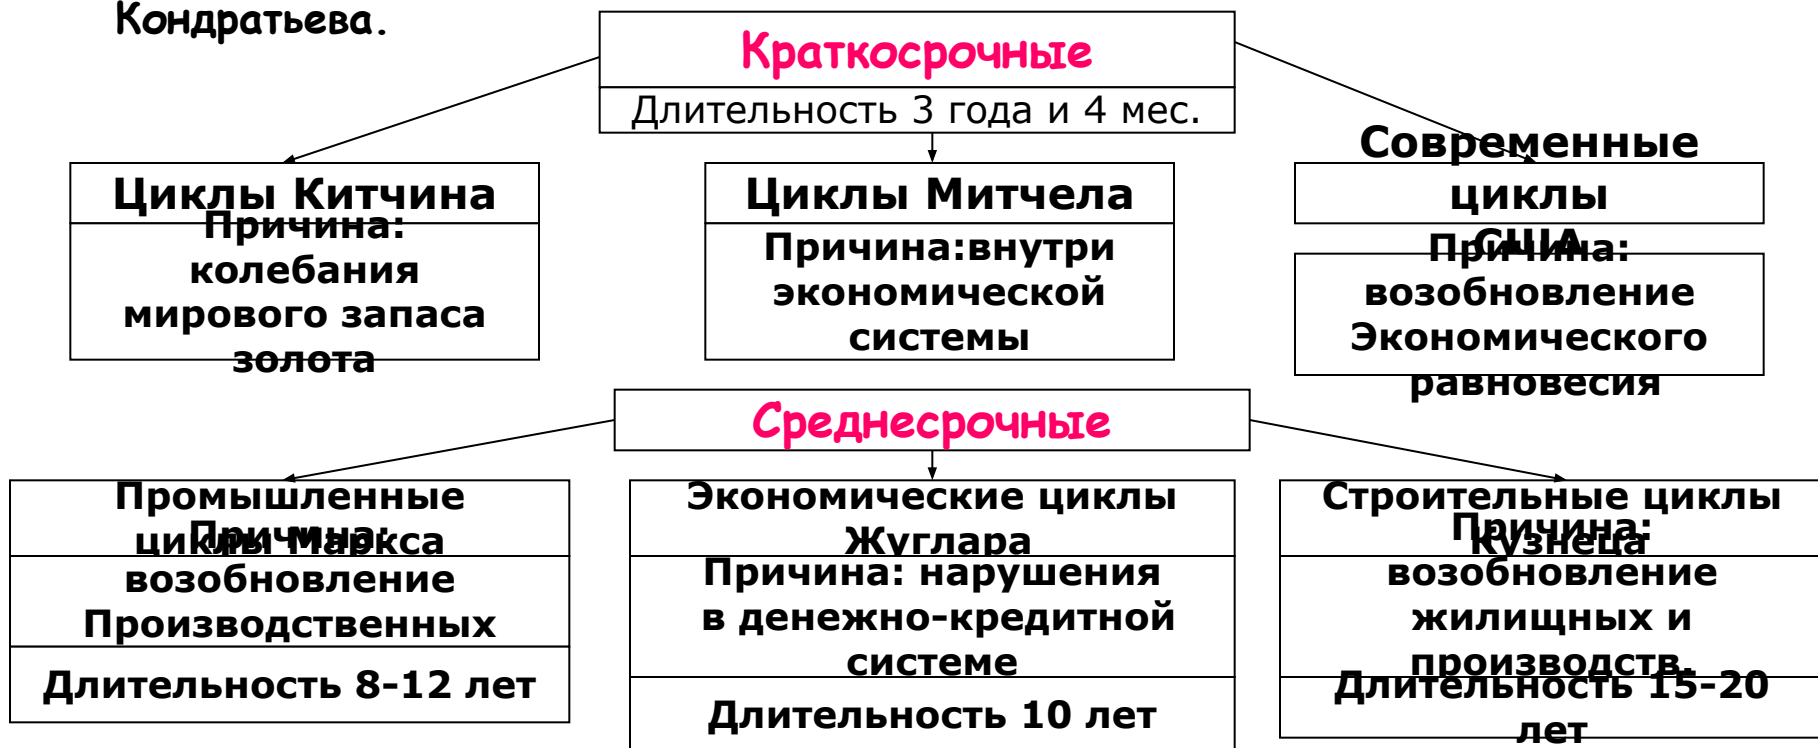 Кондратьева.
Краткосрочные
Длительность 3 года и 4 мес.
Циклы Китчина
Причина:
колебания
мирового запаса
золота
Циклы Митчела
Причина:внутри
экономической
системы
Современные
циклы
США
Причина:
возобновление
Экономического
равновесия
Среднесрочные
Промышленные
циклы Маркса
Причина:
возобновление
Производственных
Длительность 8-12 лет
Экономические циклы
Жуглара
Причина: нарушения
в денежно-кредитной
системе
Длительность 10 лет
Строительные циклы
Кузнеца
Причина:
возобновление
жилищных и
производств.
Длительность 15-20
лет